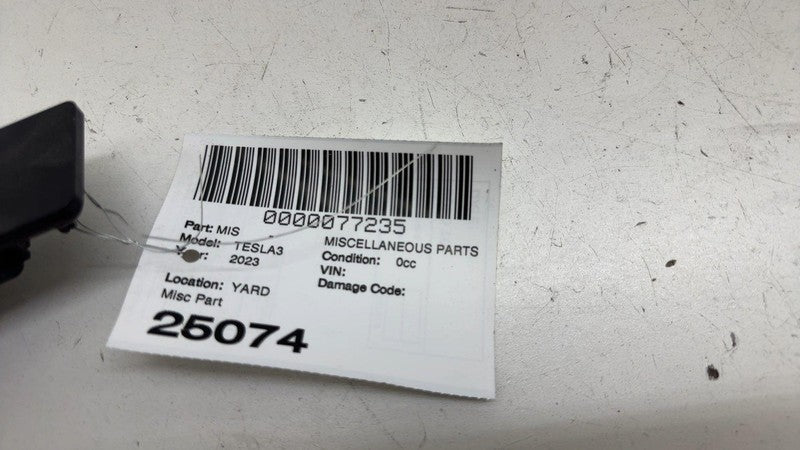 0000077235
Part: MIS MISCELLANEOUS PARTS
Model: TESLA3 Condition: 0cc
2023 VIN:
Location: YARD Damage Code:
Misc Part
25074